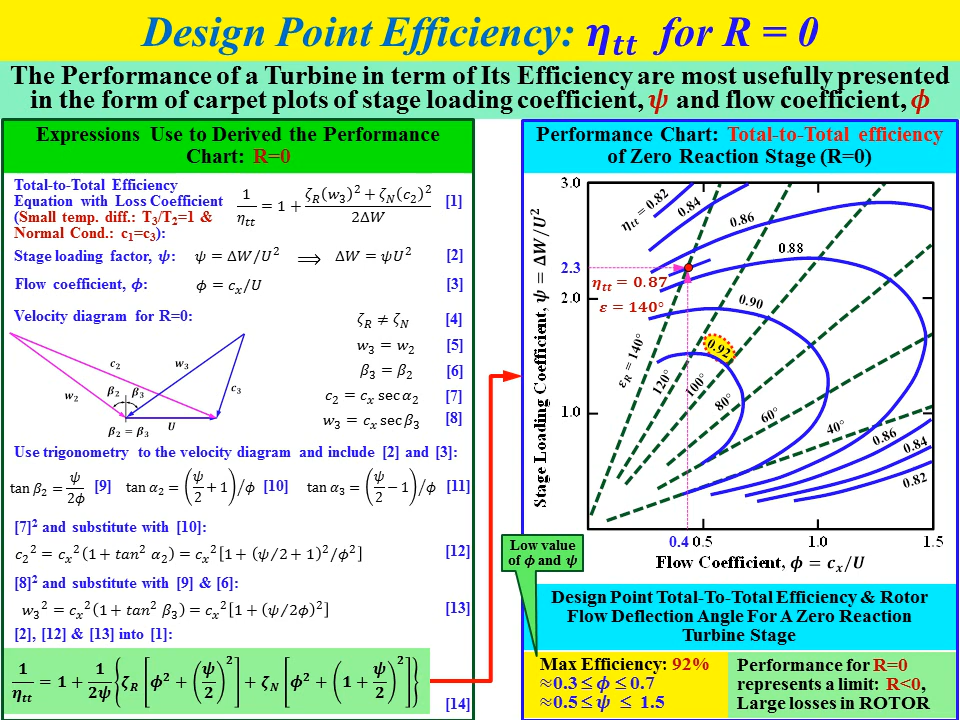 Design Point Efficiency: η_tt for R = 0
The Performance of a Turbine in term of Its Efficiency are most usefully presented
in the form of carpet plots of stage loading coefficient, ψ and flow coefficient, ϕ
Expressions Use to Derived the Performance
Chart: R=0
Total-to-Total Efficiency
Equation with Loss Coefficient
(Small temp. diff.: T₃/T₂=1 &
Normal Cond.: c₁=c₃):
1/η_tt = 1 + (ζ_R(w₃)² + ζ_N(c₂)²)/(2ΔW) [1]
Stage loading factor, ψ: ψ = ΔW/U² ⟹ ΔW = ψU² [2]
Flow coefficient, ϕ: ϕ = c_x/U [3]
Velocity diagram for R=0: ζ_R ≠ ζ_N [4]
w₃ = w₂ [5]
β₃ = β₂ [6]
c₂ = c_x sec α₂ [7]
w₃ = c_x sec β₃ [8]
c₂
w₃
w₂
β₂
β₃
c₃
U
β₂ = β₃
Use trigonometry to the velocity diagram and include [2] and [3]:
tan β₂ = ψ/2ϕ [9] tan α₂ = (ψ/2 + 1)/ϕ [10] tan α₃ = (ψ/2 − 1)/ϕ [11]
[7]² and substitute with [10]:
c₂² = c_x²(1 + tan² α₂) = c_x²[1 + (ψ/2 + 1)²/ϕ²] [12]
[8]² and substitute with [9] & [6]:
w₃² = c_x²(1 + tan² β₃) = c_x²[1 + (ψ/2ϕ)²] [13]
[2], [12] & [13] into [1]:
1/η_tt = 1 + 1/2ψ {ζ_R [ϕ² + (ψ/2)²] + ζ_N [ϕ² + (1 + ψ/2)²]} [14]
Performance Chart: Total-to-Total efficiency
of Zero Reaction Stage (R=0)
Stage Loading Coefficient, ψ = ΔW/U²
3.0
2.3
2.0
1.0
η_tt = 0.82
0.84
0.86
0.88
0.90
0.92
η_tt = 0.87
ε = 140°
ε_R = 140°
120°
100°
80°
60°
40°
0.86
0.84
0.82
0.4 0.5 1.0 1.5
Flow Coefficient, ϕ = c_x/U
Low value
of ϕ and ψ
Design Point Total-To-Total Efficiency & Rotor
Flow Deflection Angle For A Zero Reaction
Turbine Stage
Max Efficiency: 92%
≈0.3 ≤ ϕ ≤ 0.7
≈0.5 ≤ ψ ≤ 1.5
Performance for R=0
represents a limit: R<0,
Large losses in ROTOR